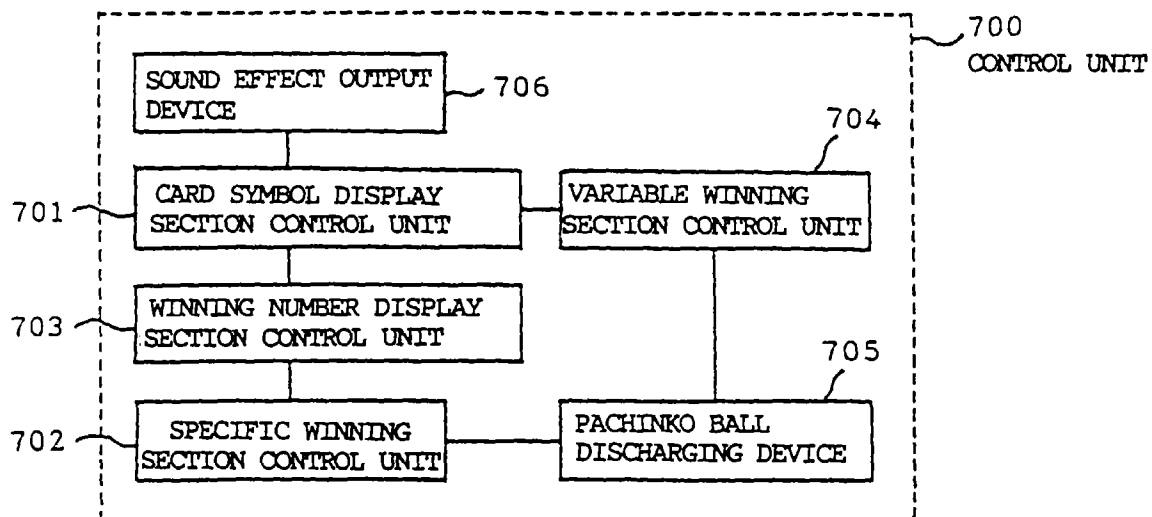 700
CONTROL UNIT
SOUND EFFECT OUTPUT
DEVICE
706
704
701
CARD SYMBOL DISPLAY
SECTION CONTROL UNIT
VARIABLE WINNING
SECTION CONTROL UNIT
703
WINNING NUMBER DISPLAY
SECTION CONTROL UNIT
705
702
SPECIFIC WINNING
SECTION CONTROL UNIT
PACHINKO BALL
DISCHARGING DEVICE